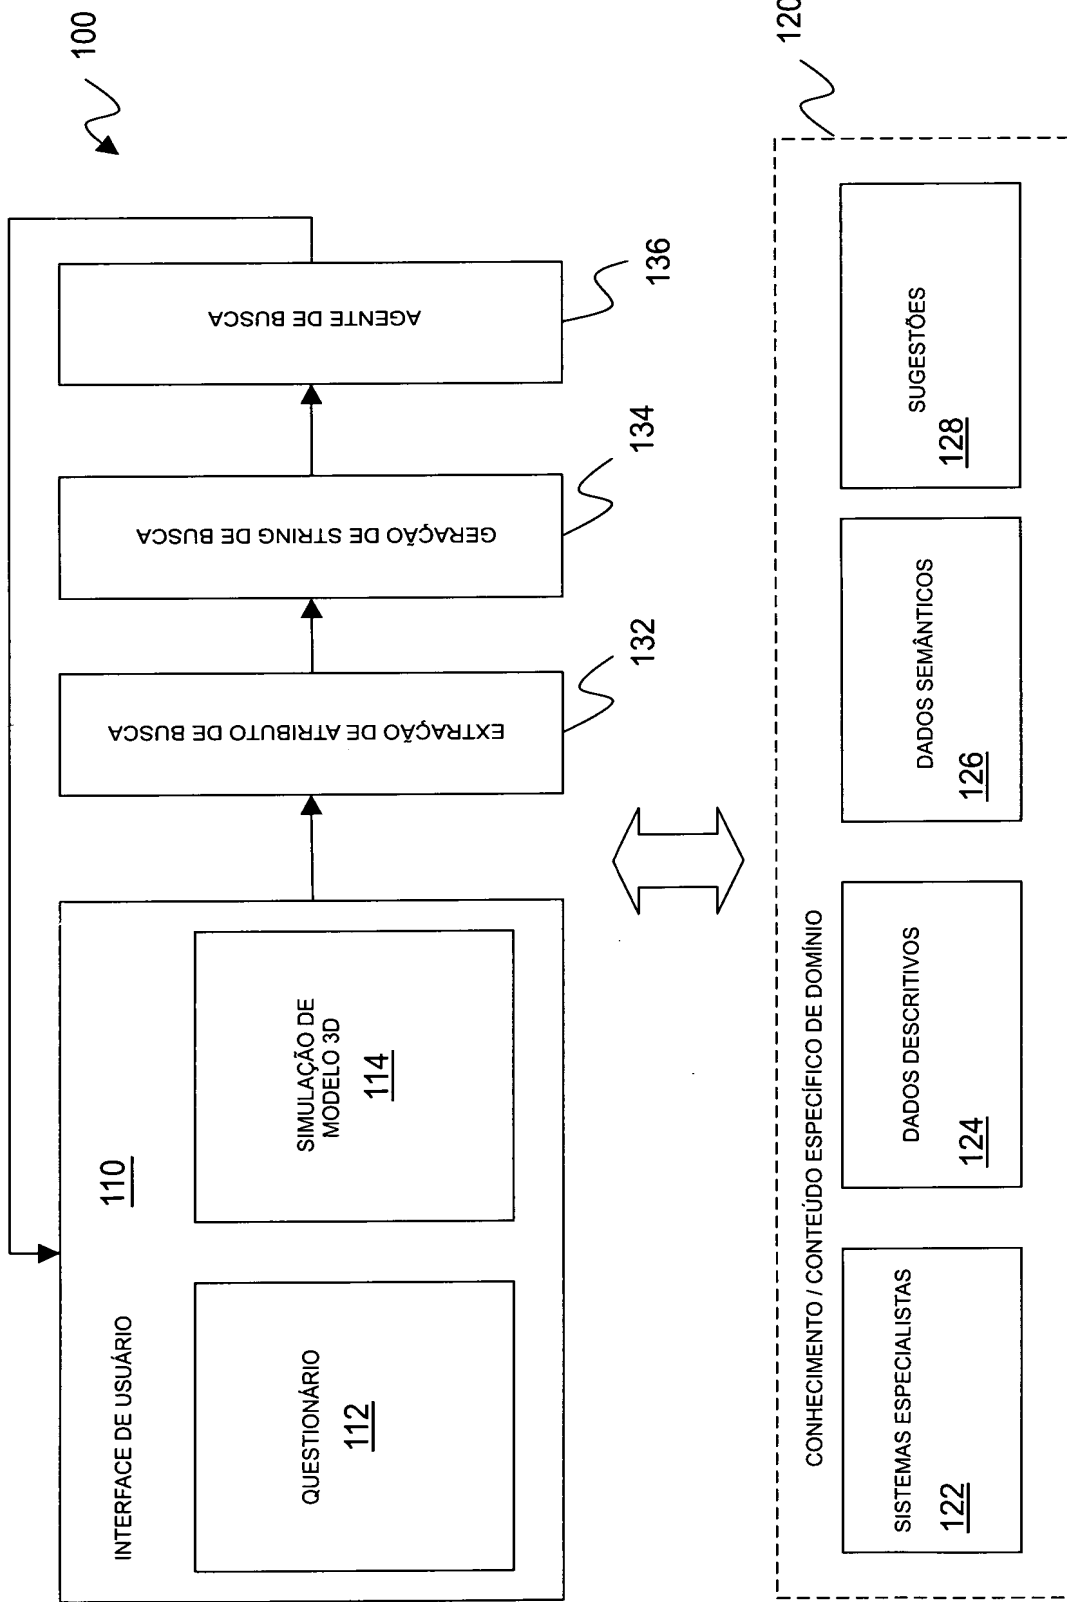 100
INTERFACE DE USUÁRIO
110
QUESTIONÁRIO
112
SIMULAÇÃO DE
MODELO 3D
114
EXTRAÇÃO DE ATRIBUTO DE BUSCA
132
GERAÇÃO DE STRING DE BUSCA
134
AGENTE DE BUSCA
136
120
CONHECIMENTO / CONTEÚDO ESPECÍFICO DE DOMÍNIO
SISTEMAS ESPECIALISTAS
122
DADOS DESCRITIVOS
124
DADOS SEMÂNTICOS
126
SUGESTÕES
128